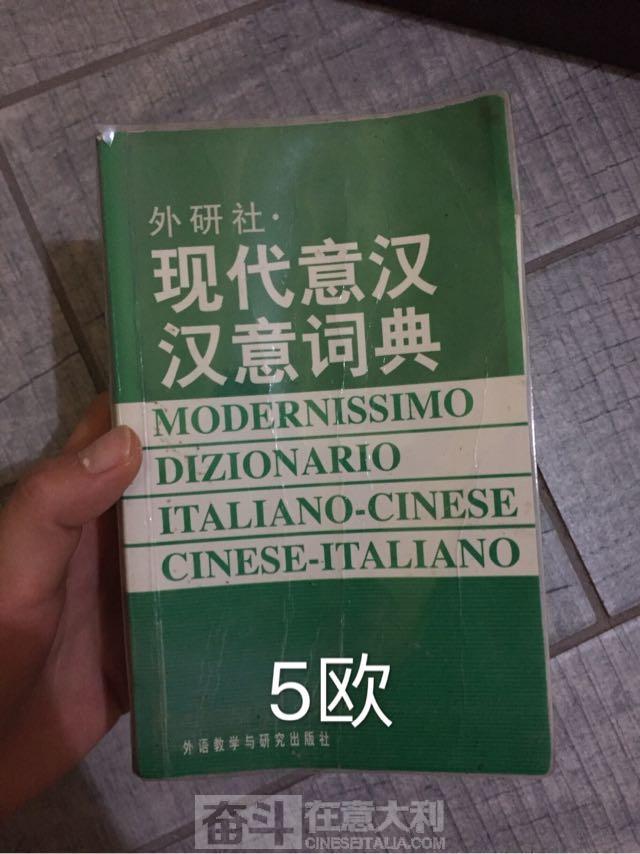 外研社·
现代意汉
汉意词典
MODERNISSIMO
DIZIONARIO
ITALIANO-CINESE
CINESE-ITALIANO
5欧
外语教学与研究出版社
奋斗在意大利
CINESEITALIA.COM